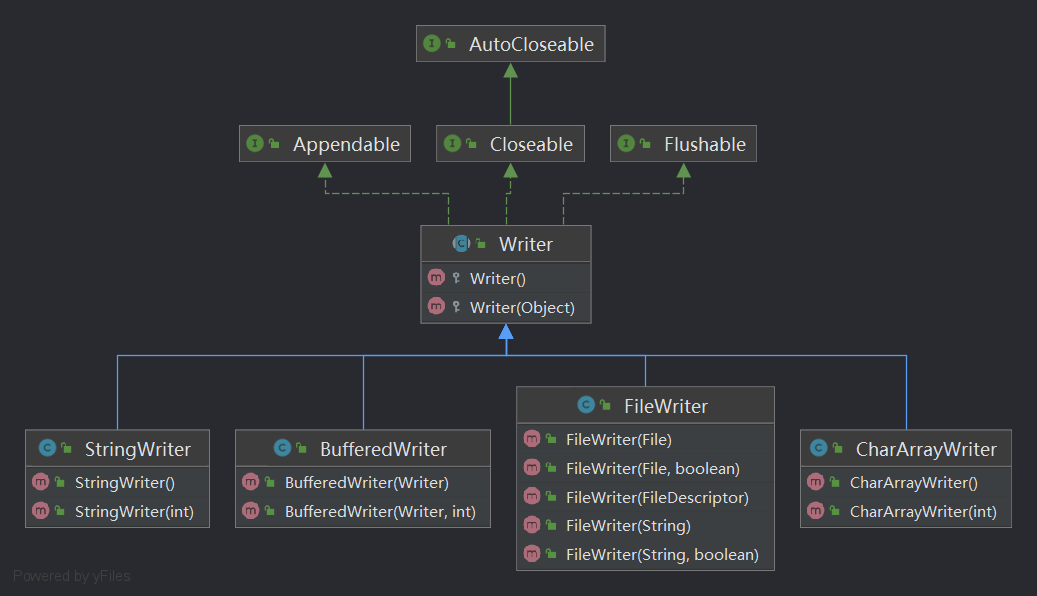 AutoCloseable
Appendable
Closeable
Flushable
Writer
Writer()
Writer(Object)
StringWriter
StringWriter()
StringWriter(int)
BufferedWriter
BufferedWriter(Writer)
BufferedWriter(Writer, int)
FileWriter
FileWriter(File)
FileWriter(File, boolean)
FileWriter(FileDescriptor)
FileWriter(String)
FileWriter(String, boolean)
CharArrayWriter
CharArrayWriter()
CharArrayWriter(int)
Powered by yFiles